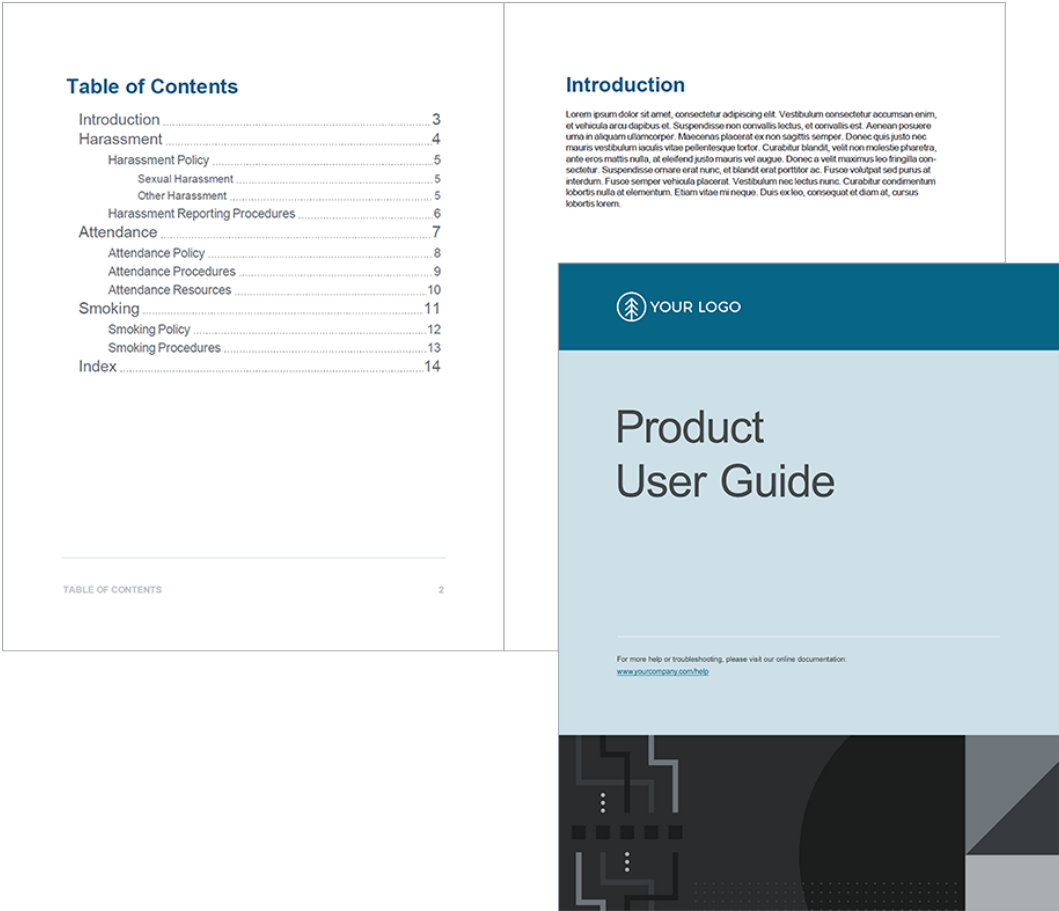 Table of Contents
Introduction 3
Harassment 4
Harassment Policy 5
Sexual Harassment 5
Other Harassment 5
Harassment Reporting Procedures 6
Attendance 7
Attendance Policy 8
Attendance Procedures 9
Attendance Resources 10
Smoking 11
Smoking Policy 12
Smoking Procedures 13
Index 14
TABLE OF CONTENTS 2
Introduction
Lorem ipsum dolor sit amet, consectetur adipiscing elit. Vestibulum consectetur accumsan enim,
et vehicula arcu dapibus et. Suspendisse non convallis lectus, et convallis est. Aenean posuere
urna in aliquam ullamcorper. Maecenas placerat ex non sagittis semper. Donec quis justo nec
mauris vestibulum iaculis vitae pellentesque tortor. Curabitur blandit, velit non molestie pharetra,
ante eros mattis nulla, at eleifend justo mauris vel augue. Donec a velit maximus leo fringilla con-
sectetur. Suspendisse ornare erat nunc, et blandit erat porttitor ac. Fusce volutpat sed purus at
interdum. Fusce semper vehicula placerat. Vestibulum nec lectus nunc. Curabitur condimentum
lobortis nulla at elementum. Etiam vitae mi neque. Duis ex leo, consequat et diam at, cursus
lobortis lorem.
YOUR LOGO
Product
User Guide
For more help or troubleshooting, please visit our online documentation:
www.yourcompany.com/help